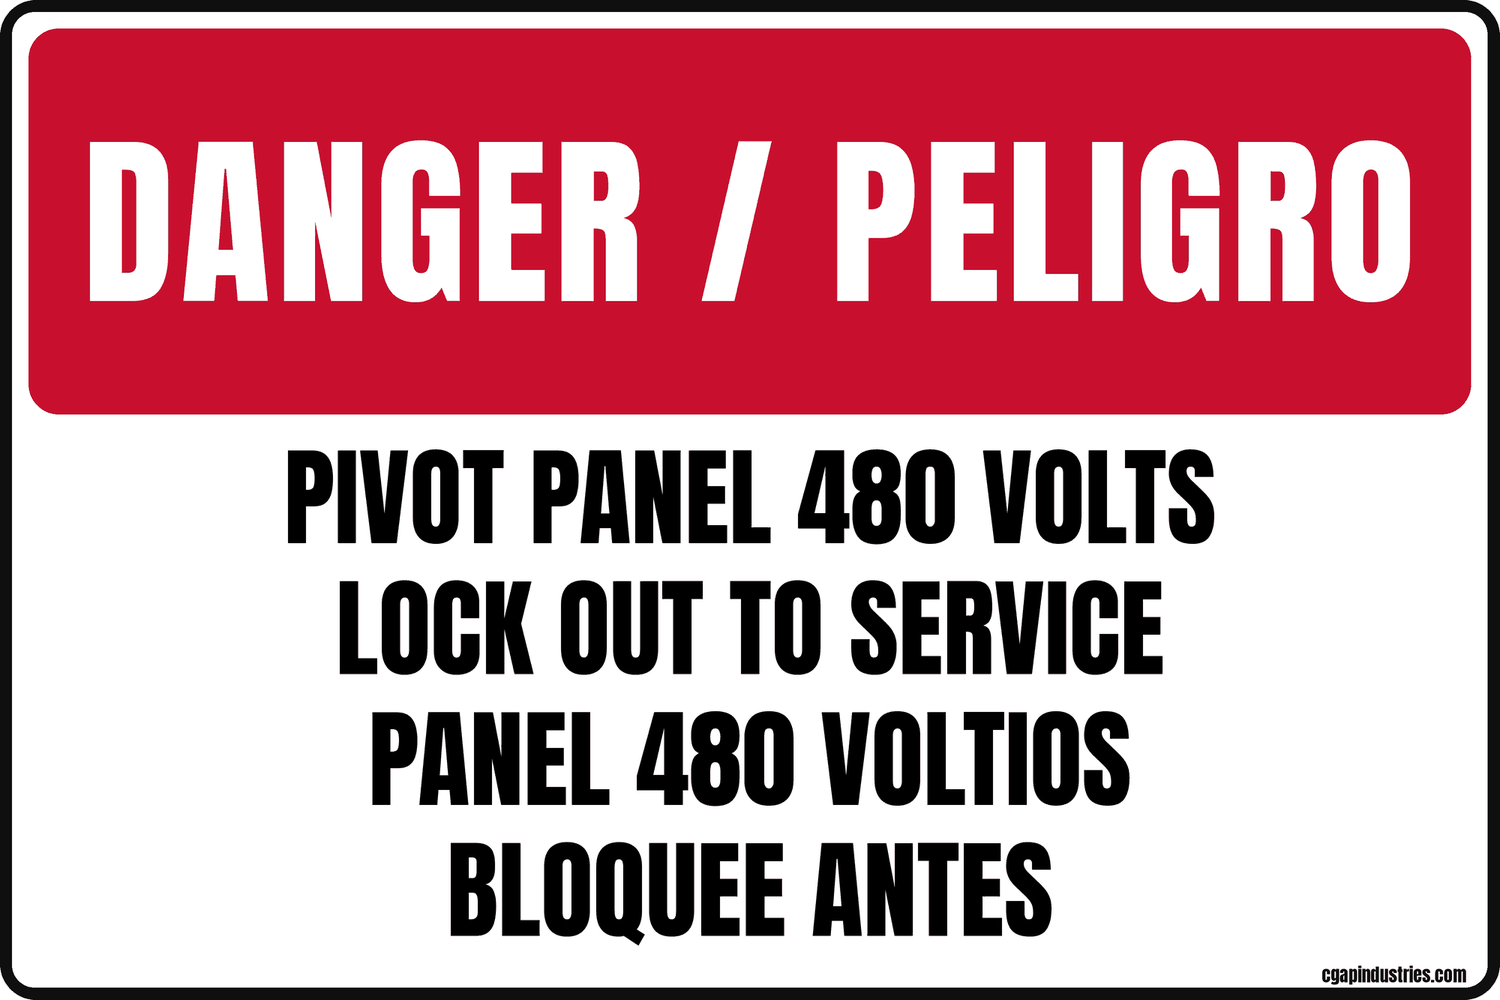 DANGER / PELIGRO
PIVOT PANEL 480 VOLTS
LOCK OUT TO SERVICE
PANEL 480 VOLTIOS
BLOQUEE ANTES
cgapindustries.com